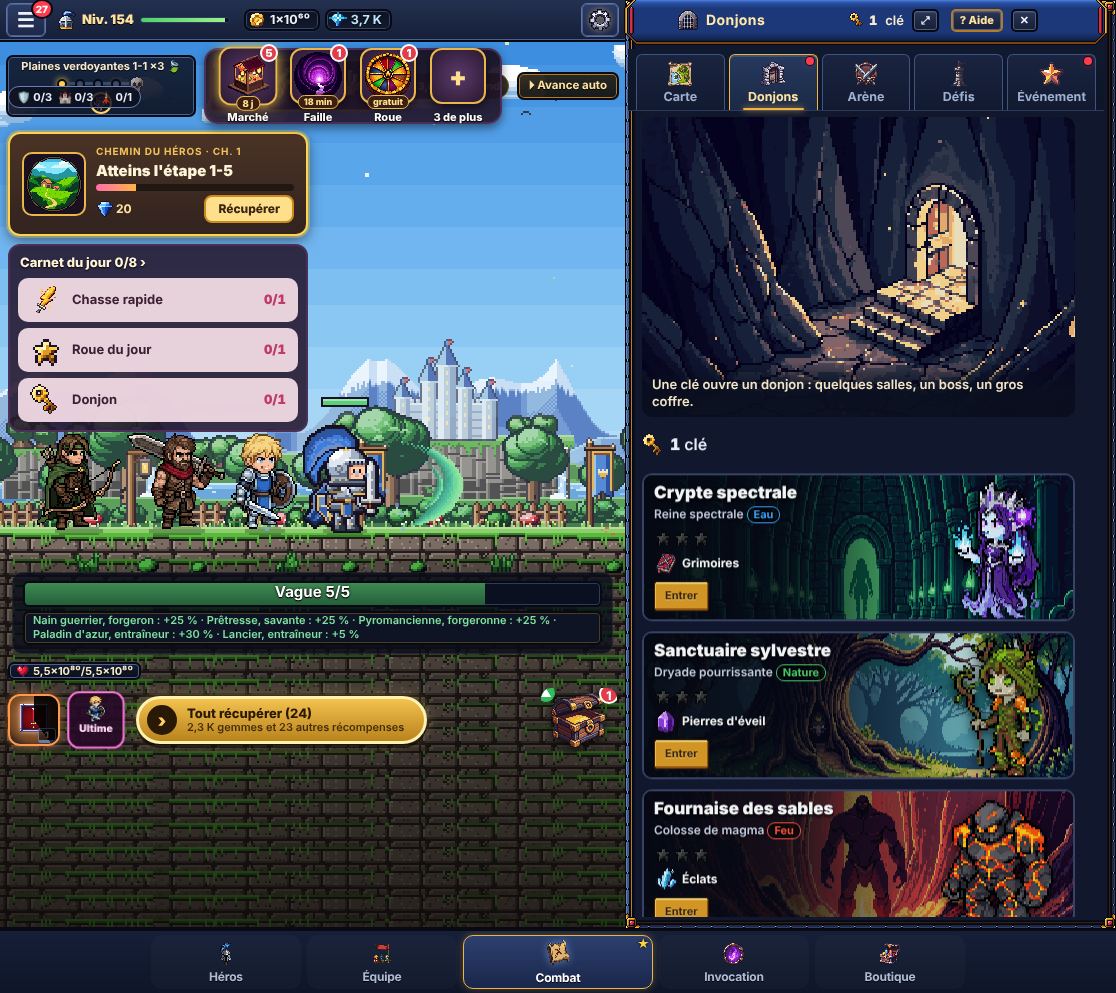 27
Niv. 154
1×10⁶⁰
3,7 K
Plaines verdoyantes 1-1 ×3
0/3
0/3
0/1
5
8 j
Marché
1
18 min
Faille
1
gratuit
Roue
+
3 de plus
Avance auto
CHEMIN DU HÉROS · CH. 1
Atteins l'étape 1-5
20
Récupérer
Carnet du jour 0/8 ›
Chasse rapide
0/1
Roue du jour
0/1
Donjon
0/1
Vague 5/5
Nain guerrier, forgeron : +25 % · Prêtresse, savante : +25 % · Pyromancienne, forgeronne : +25 % ·
Paladin d'azur, entraîneur : +30 % · Lancier, entraîneur : +5 %
5,5×10⁸⁰/5,5×10⁸⁰
Ultime
Tout récupérer (24)
2,3 K gemmes et 23 autres récompenses
1
Donjons
1 clé
? Aide
Carte
Donjons
Arène
Défis
Événement
Une clé ouvre un donjon : quelques salles, un boss, un gros
coffre.
1 clé
Crypte spectrale
Reine spectrale Eau
Grimoires
Entrer
Sanctuaire sylvestre
Dryade pourrissante Nature
Pierres d'éveil
Entrer
Fournaise des sables
Colosse de magma Feu
Éclats
Entrer
Héros
Équipe
Combat
Invocation
Boutique